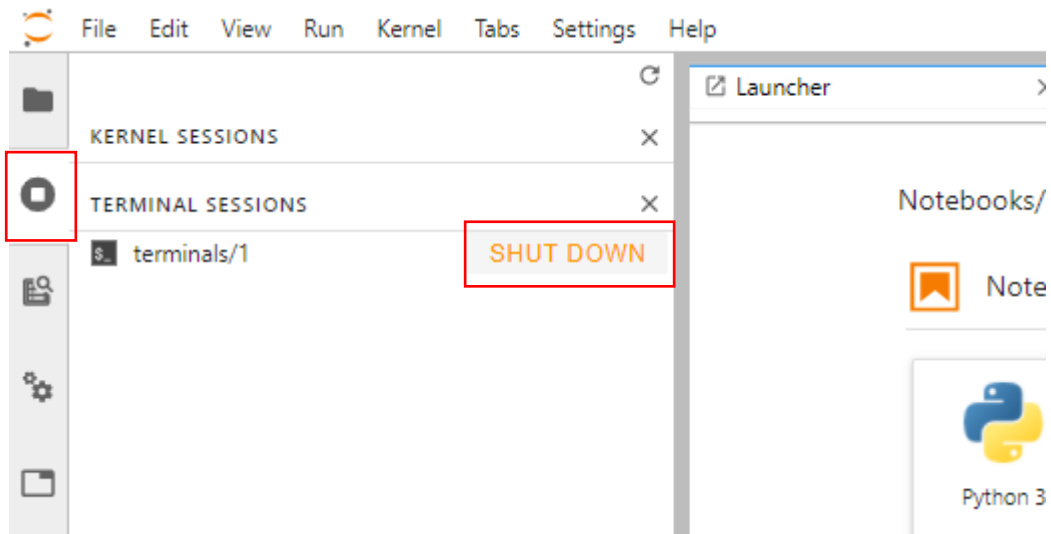 File Edit View Run Kernel Tabs Settings Help
Launcher
KERNEL SESSIONS
TERMINAL SESSIONS
$_ terminals/1 SHUT DOWN
Notebooks/
Note
Python 3